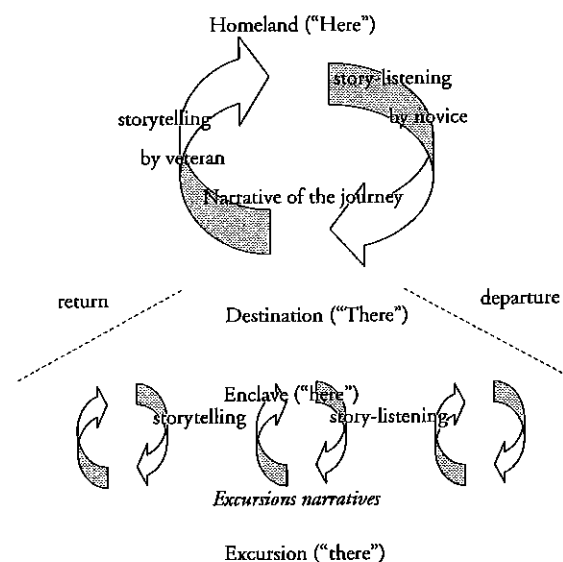 Homeland (“Here”)
story-listening
storytelling
by novice
by veteran
Narrative of the journey
return
departure
Destination (“There”)
Enclave (“here”)
storytelling
story-listening
Excursions narratives
Excursion (“there”)